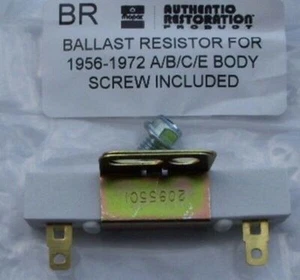 BR
AUTHENTIC
RESTORATION
PRODUCT
BALLAST RESISTOR FOR
1956-1972 A/B/C/E BODY
SCREW INCLUDED
2095501